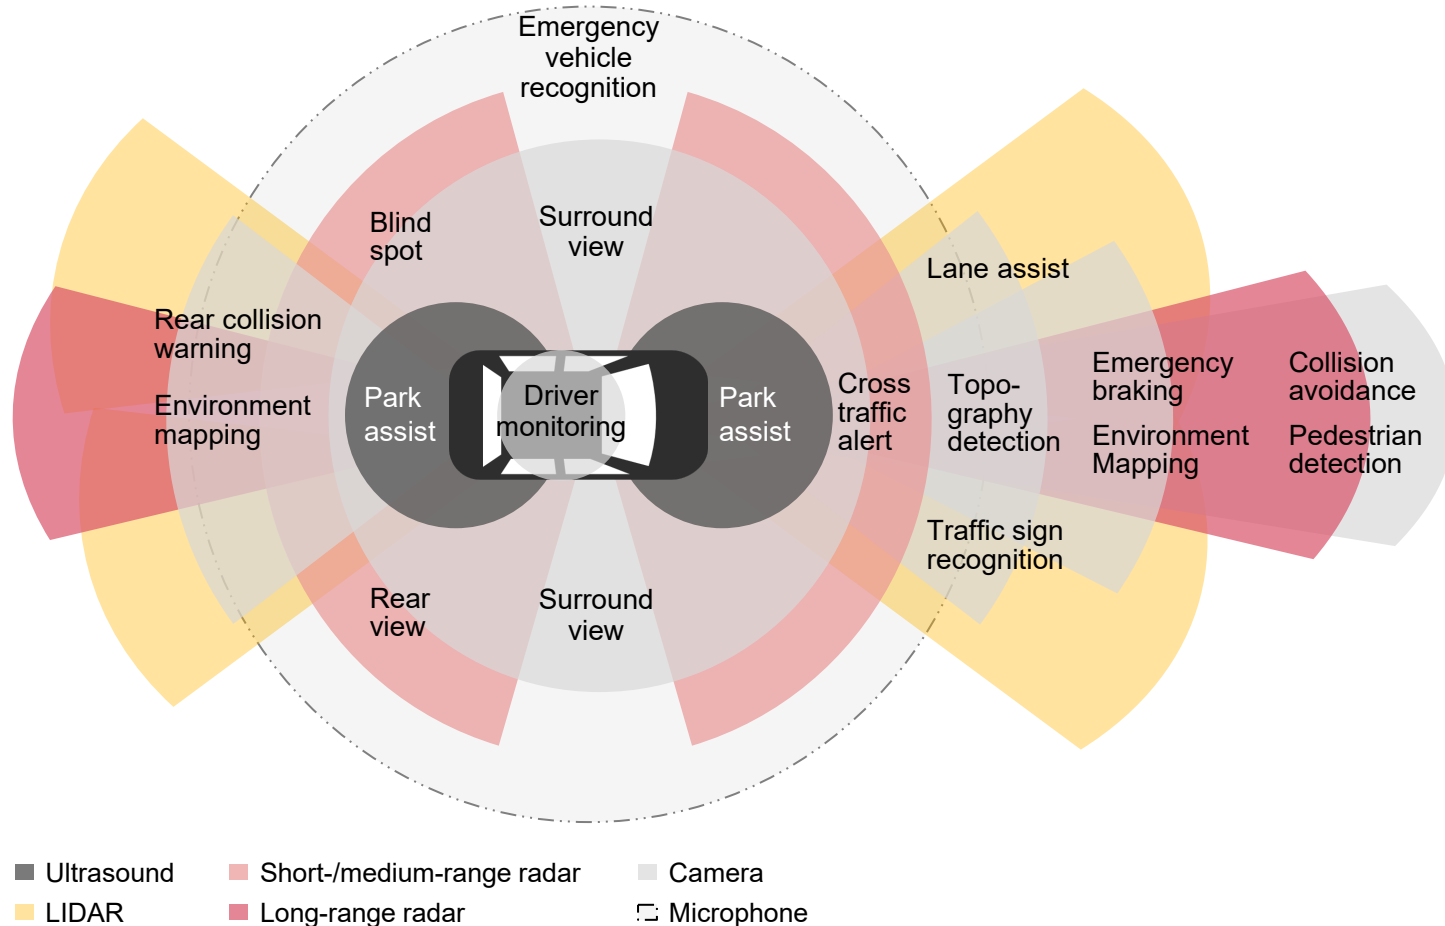 Emergency
vehicle
recognition
Blind
spot
Surround
view
Lane assist
Rear collision
warning
Environment
mapping
Park
assist
Driver
monitoring
Park
assist
Cross
traffic
alert
Topo-
graphy
detection
Emergency
braking
Environment
Mapping
Collision
avoidance
Pedestrian
detection
Traffic sign
recognition
Rear
view
Surround
view
Ultrasound
Short-/medium-range radar
Camera
LIDAR
Long-range radar
Microphone